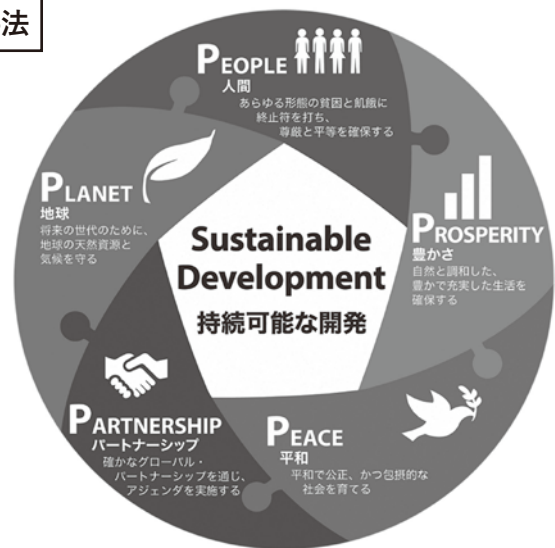 法
PEOPLE
人間
あらゆる形態の貧困と飢餓に
終止符を打ち、
尊厳と平等を確保する
PROSPERITY
豊かさ
自然と調和した、
豊かで充実した生活を
確保する
PEACE
平和
平和で公正、かつ包摂的な
社会を育てる
PARTNERSHIP
パートナーシップ
確かなグローバル・
パートナーシップを通じ、
アジェンダを実施する
PLANET
地球
将来の世代のために、
地球の天然資源と
気候を守る
Sustainable
Development
持続可能な開発